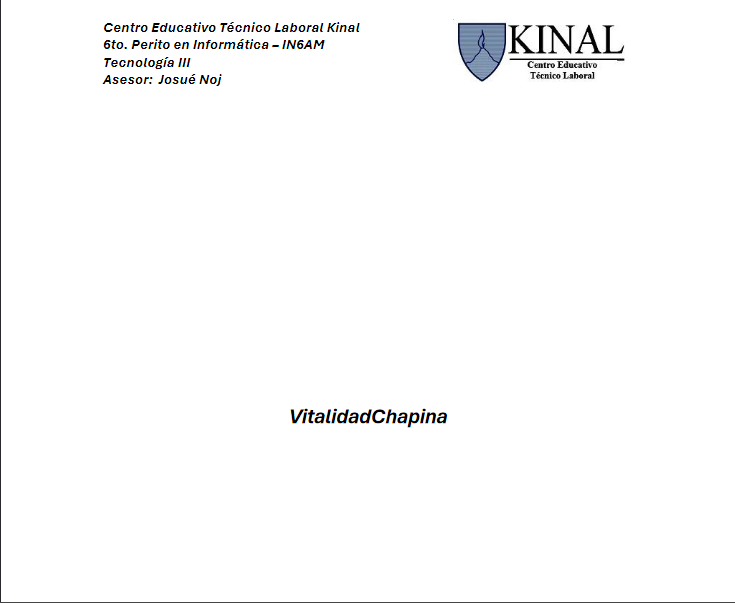 Centro Educativo Técnico Laboral Kinal
6to. Perito en Informática – IN6AM
Tecnología III
Asesor: Josué Noj
KINAL
Centro Educativo
Técnico Laboral
VitalidadChapina